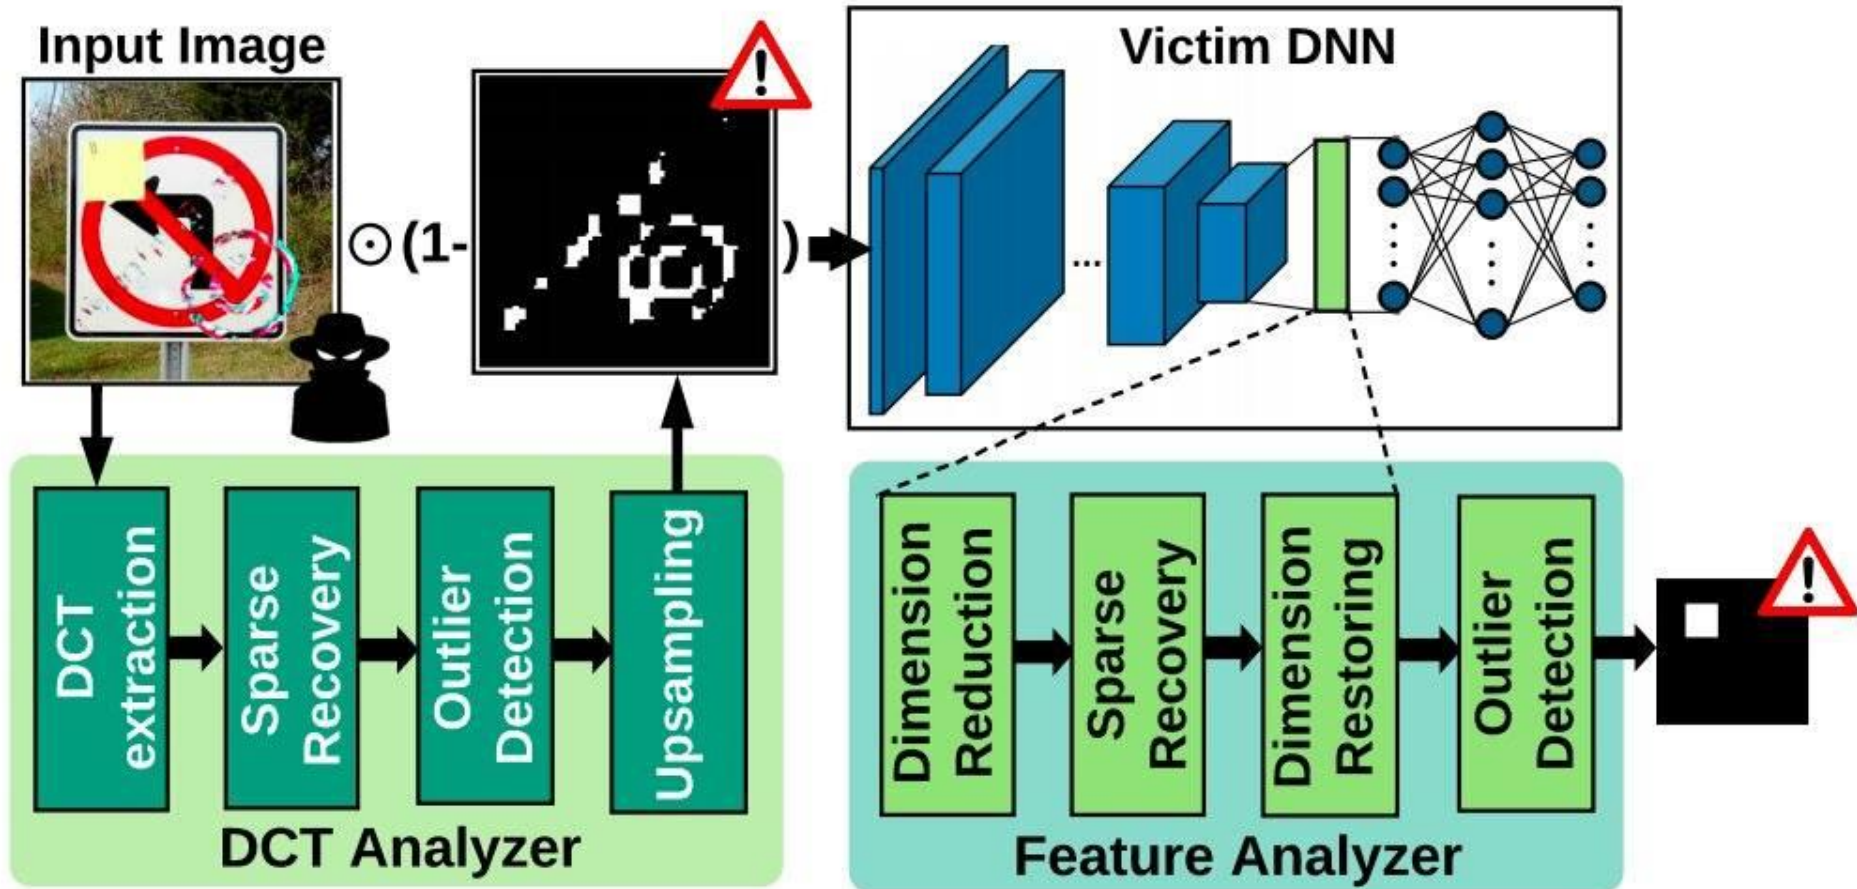 Input Image
Victim DNN
!
⊙ (1-
)
...
DCT
extraction
Sparse
Recovery
Outlier
Detection
Upsampling
DCT Analyzer
Dimension
Reduction
Sparse
Recovery
Dimension
Restoring
Outlier
Detection
!
Feature Analyzer